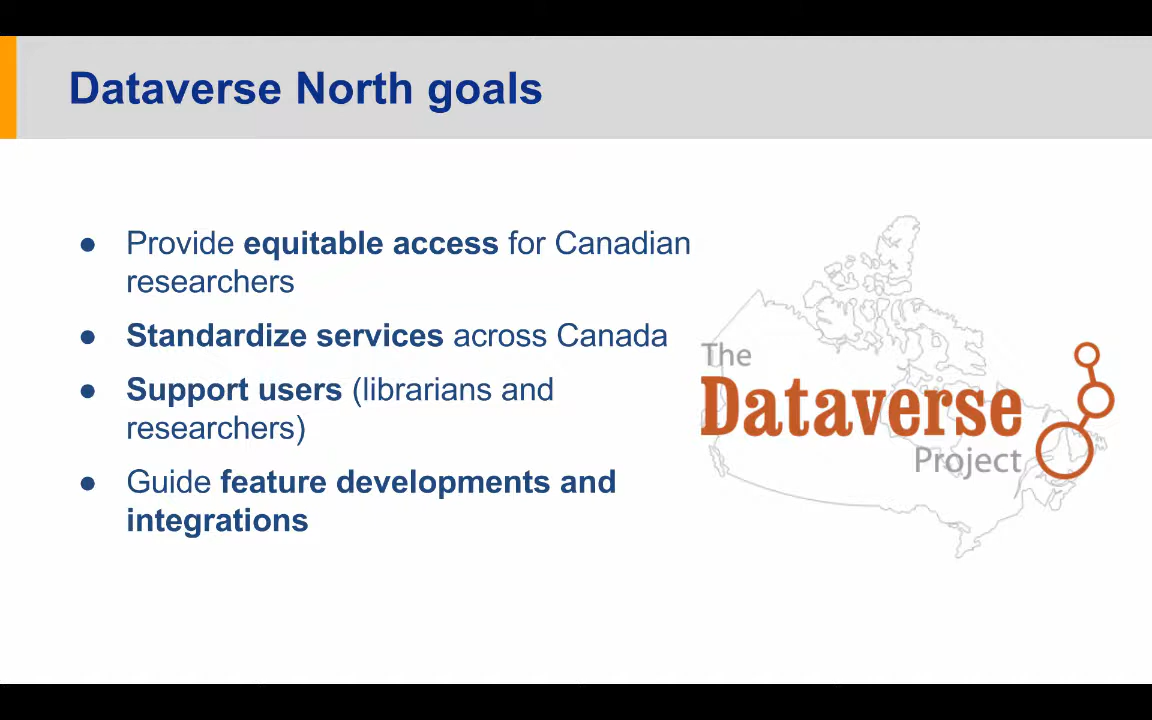 Dataverse North goals
● Provide equitable access for Canadian
researchers
● Standardize services across Canada
● Support users (librarians and
researchers)
● Guide feature developments and
integrations
The
Dataverse
Project